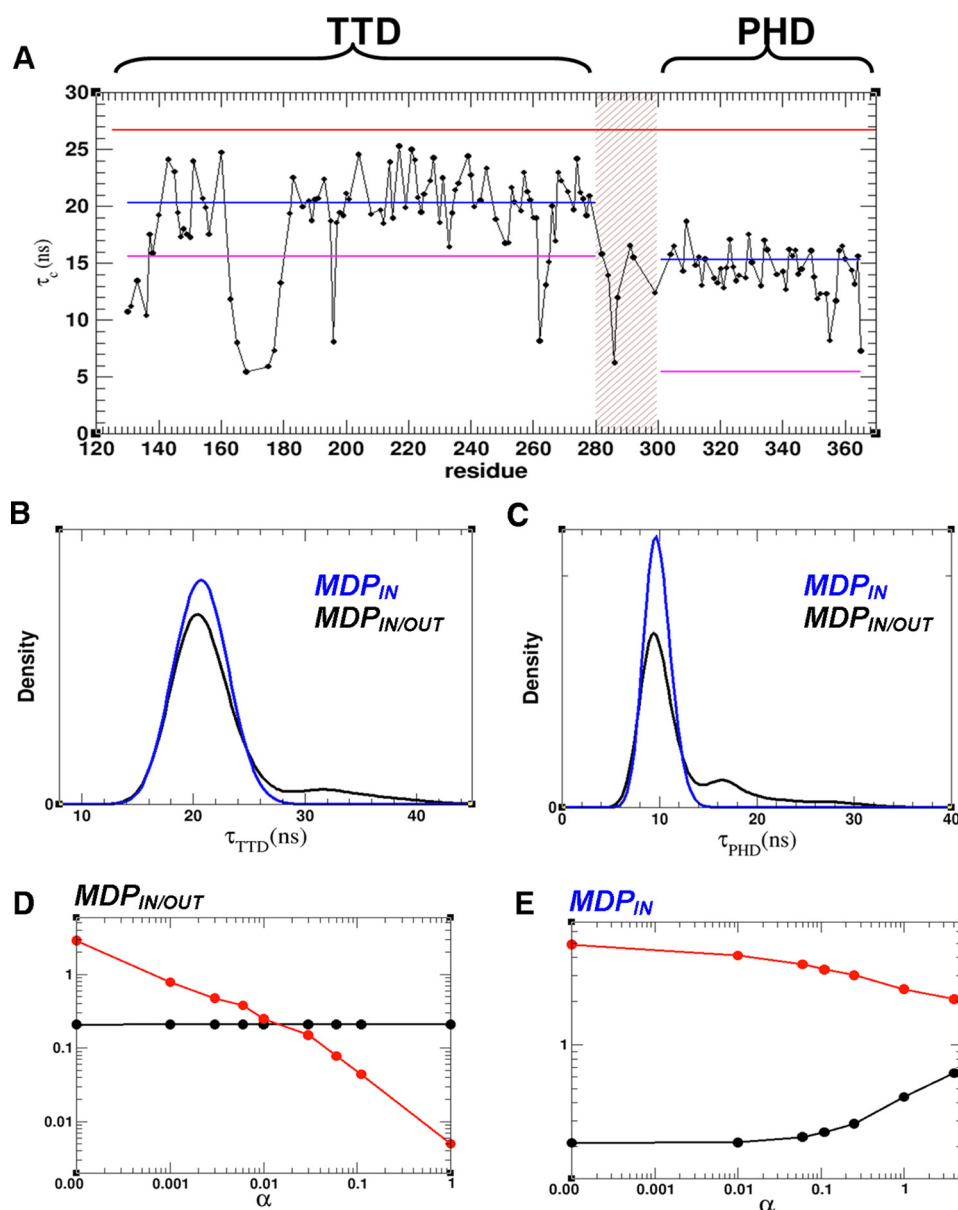 TTD PHD
A
30
25
20
15
10
5
0
τc (ns)
120 140 160 180 200 220 240 260 280 300 320 340 360
residue
B C
MDPIN MDPIN
MDPIN/OUT MDPIN/OUT
Density Density
0 0
10 20 30 40 0 10 20 30 40
τTTD(ns) τPHD(ns)
D MDPIN/OUT E MDPIN
1
0.1
0.01
1
0.00 0.001 0.01 0.1 1
α
0.00 0.001 0.01 0.1 1
α